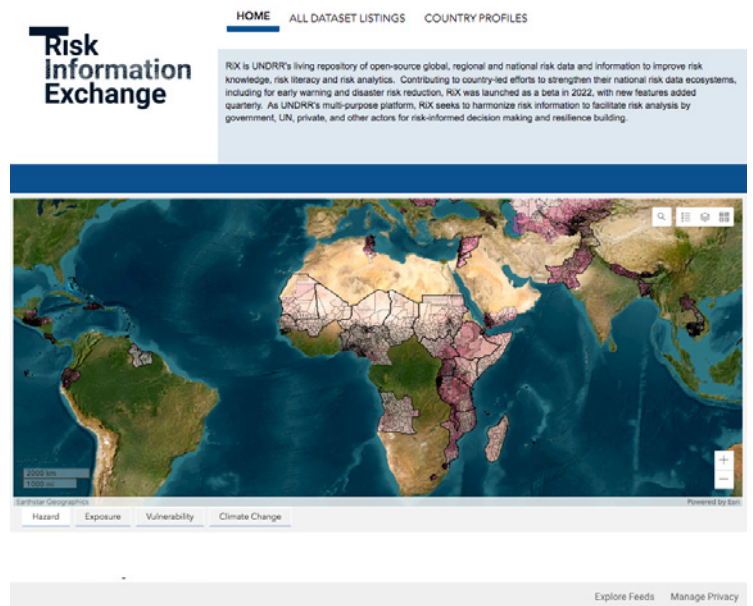 Risk
Information
Exchange
HOME ALL DATASET LISTINGS COUNTRY PROFILES
RiX is UNDRR's living repository of open-source global, regional and national risk data and information to improve risk
knowledge, risk literacy and risk analytics. Contributing to country-led efforts to strengthen their national risk data ecosystems,
including for early warning and disaster risk reduction, RiX was launched as a beta in 2022, with new features added
quarterly. As UNDRR's multi-purpose platform, RiX seeks to harmonize risk information to facilitate risk analysis by
government, UN, private, and other actors for risk-informed decision making and resilience building.
2000 km
1000 mi
Earthstar Geographics Powered by Esri
Hazard Exposure Vulnerability Climate Change
Explore Feeds Manage Privacy